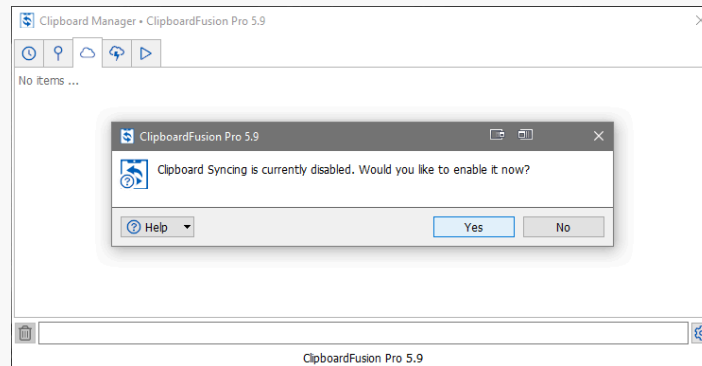 Clipboard Manager • ClipboardFusion Pro 5.9
No items ...
ClipboardFusion Pro 5.9
Clipboard Syncing is currently disabled. Would you like to enable it now?
Help
Yes
No
ClipboardFusion Pro 5.9